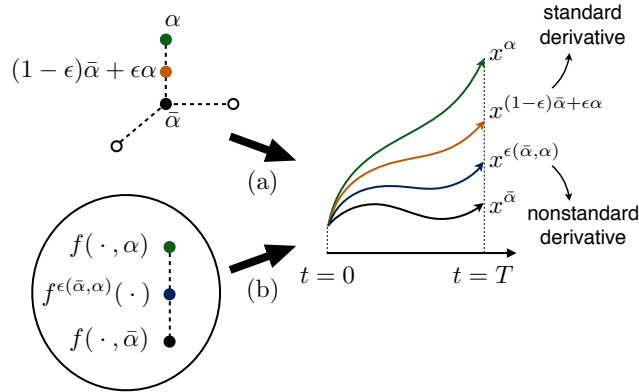 α
(1 − ϵ)ᾱ + ϵα
ᾱ
(a)
f( · , α)
f^{ϵ(ᾱ,α)}( · )
f( · , ᾱ)
(b)
standard
derivative
x^{α}
x^{(1−ϵ)ᾱ+ϵα}
x^{ϵ(ᾱ,α)}
x^{ᾱ}
nonstandard
derivative
t = 0
t = T